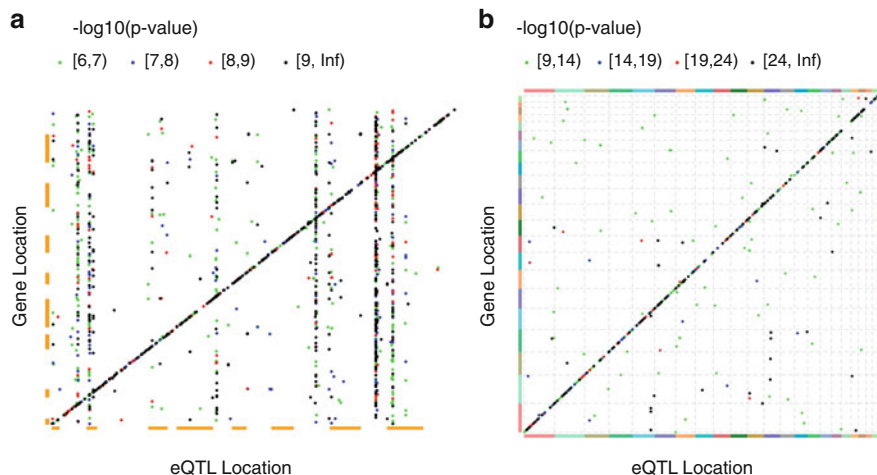 a
-log10(p-value)
[6,7) [7,8) [8,9) [9, Inf)
Gene Location
eQTL Location
b
-log10(p-value)
[9,14) [14,19) [19,24) [24, Inf)
Gene Location
eQTL Location